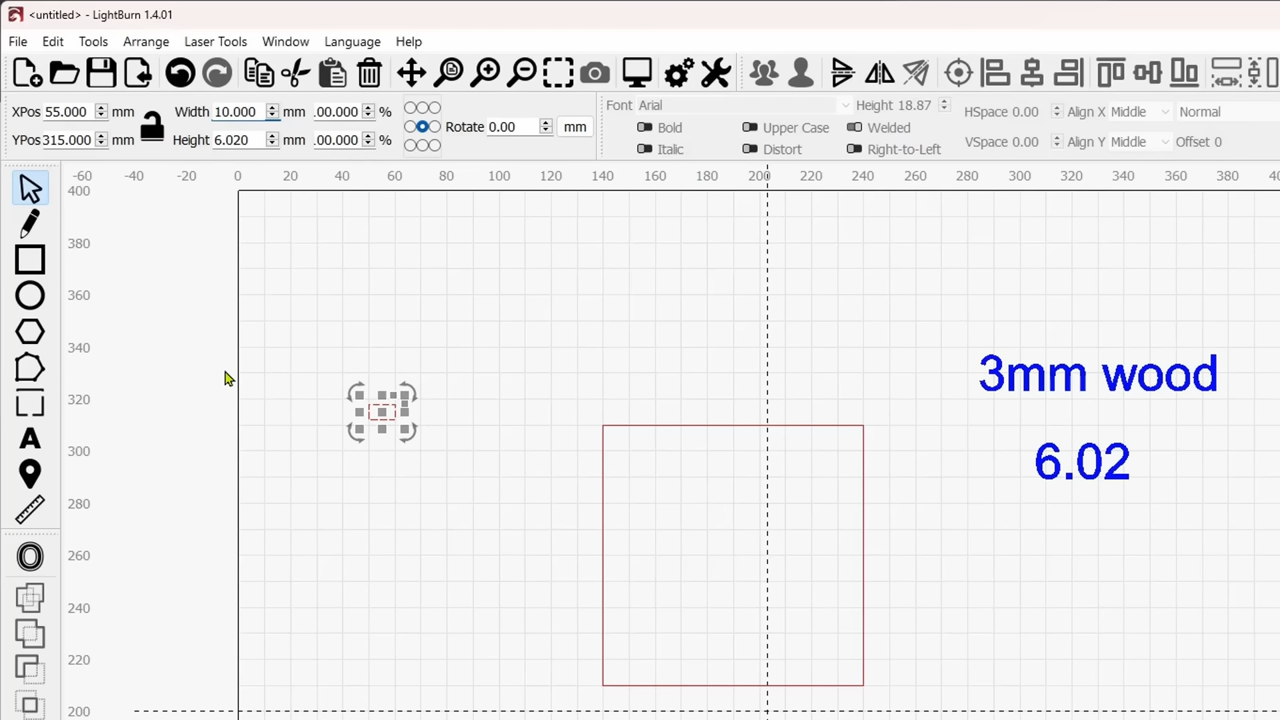 <untitled> - LightBurn 1.4.01
File Edit Tools Arrange Laser Tools Window Language Help
XPos 55.000 mm Width 10.000 mm .00.000 % Rotate 0.00 mm Font Arial Height 18.87 HSpace 0.00 Align X Middle Normal
YPos 315.000 mm Height 6.020 mm .00.000 % Bold Upper Case Welded VSpace 0.00 Align Y Middle Offset 0
Italic Distort Right-to-Left
-60 -40 -20 0 20 40 60 80 100 120 140 160 180 200 220 240 260 280 300 320 340 360 380
400
380
360
340
320
300
280
260
240
220
200
3mm wood
6.02